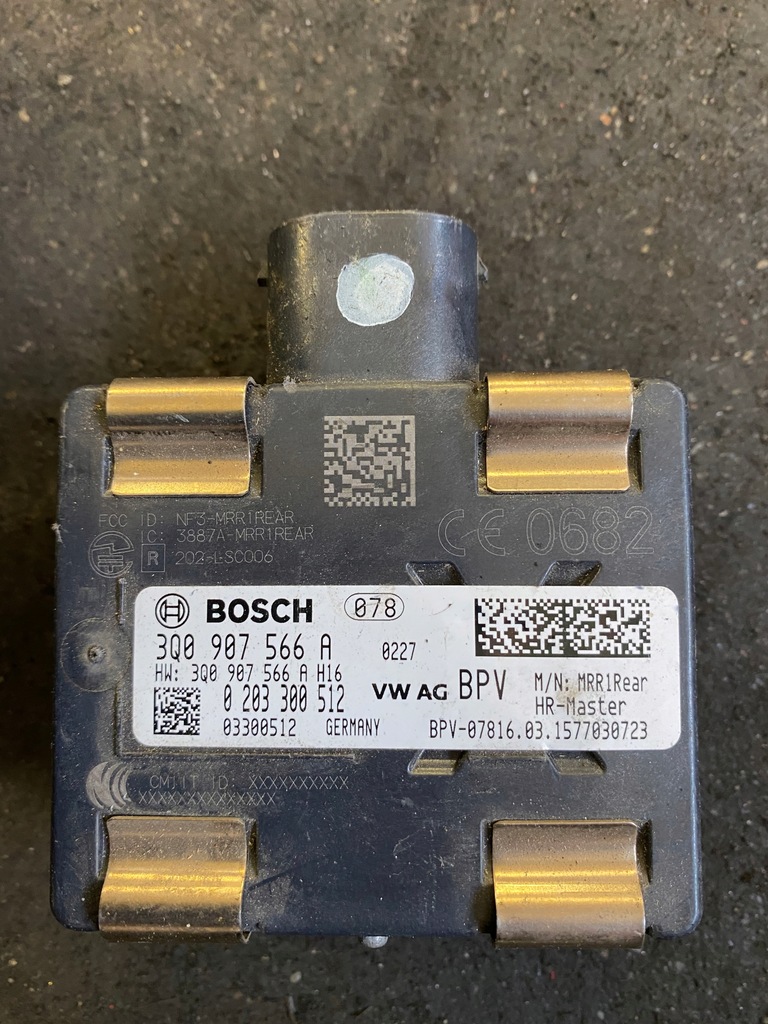 FCC ID: NF3-MRR1REAR
IC: 3887A-MRR1REAR
R 202-LSC006
CE 0682
BOSCH 078
3Q0 907 566 A 0227
HW: 3Q0 907 566 A H16
0 203 300 512
03300512 GERMANY
VW AG BPV
M/N: MRR1Rear
HR-Master
BPV-07816.03.1577030723
CMIIT ID: XXXXXXXXXX
XXXXXXXXXXXXXX